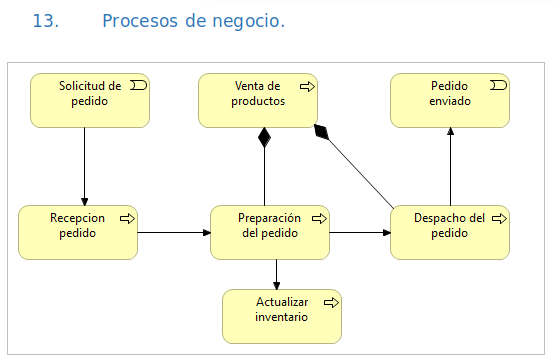 13. Procesos de negocio.
Solicitud de
pedido
Venta de
productos
Pedido
enviado
Recepcion
pedido
Preparación
del pedido
Despacho del
pedido
Actualizar
inventario